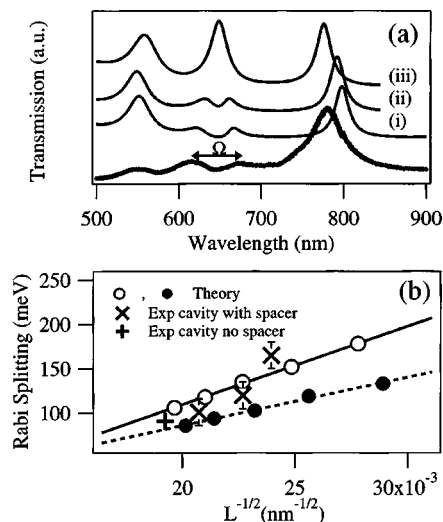 (a)
Transmission (a.u.)
(iii)
(ii)
(i)
Ω
500 600 700 800 900
Wavelength (nm)
(b)
Rabi Splitting (meV)
250
200
150
100
, Theory
Exp cavity with spacer
Exp cavity no spacer
20 25 30x10⁻³
L⁻¹/²(nm⁻¹/²)